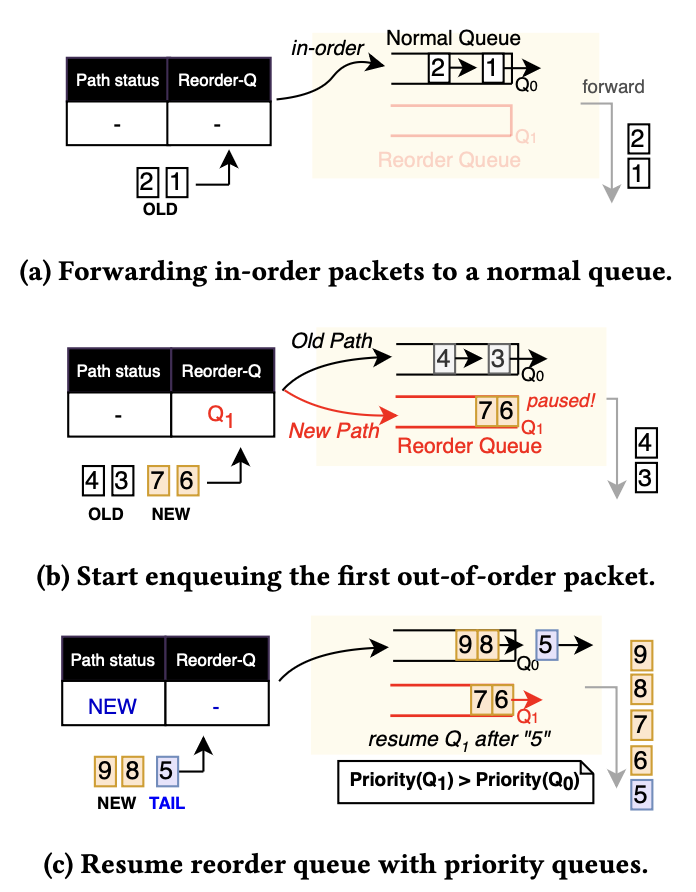 in-order
Normal Queue
Path status Reorder-Q
2 1
Q0
forward
- -
Q1
2
Reorder Queue
1
2 1
OLD
(a) Forwarding in-order packets to a normal queue.
Old Path
Path status Reorder-Q
4 3
Q0
paused!
- Q1
7 6
New Path
Q1
Reorder Queue
4
3
4 3 7 6
OLD NEW
(b) Start enqueuing the first out-of-order packet.
Path status Reorder-Q
9 8 5
Q0
9
8
NEW -
7 6
Q1
7
resume Q1 after "5"
6
9 8 5
Priority(Q1) > Priority(Q0)
5
NEW TAIL
(c) Resume reorder queue with priority queues.